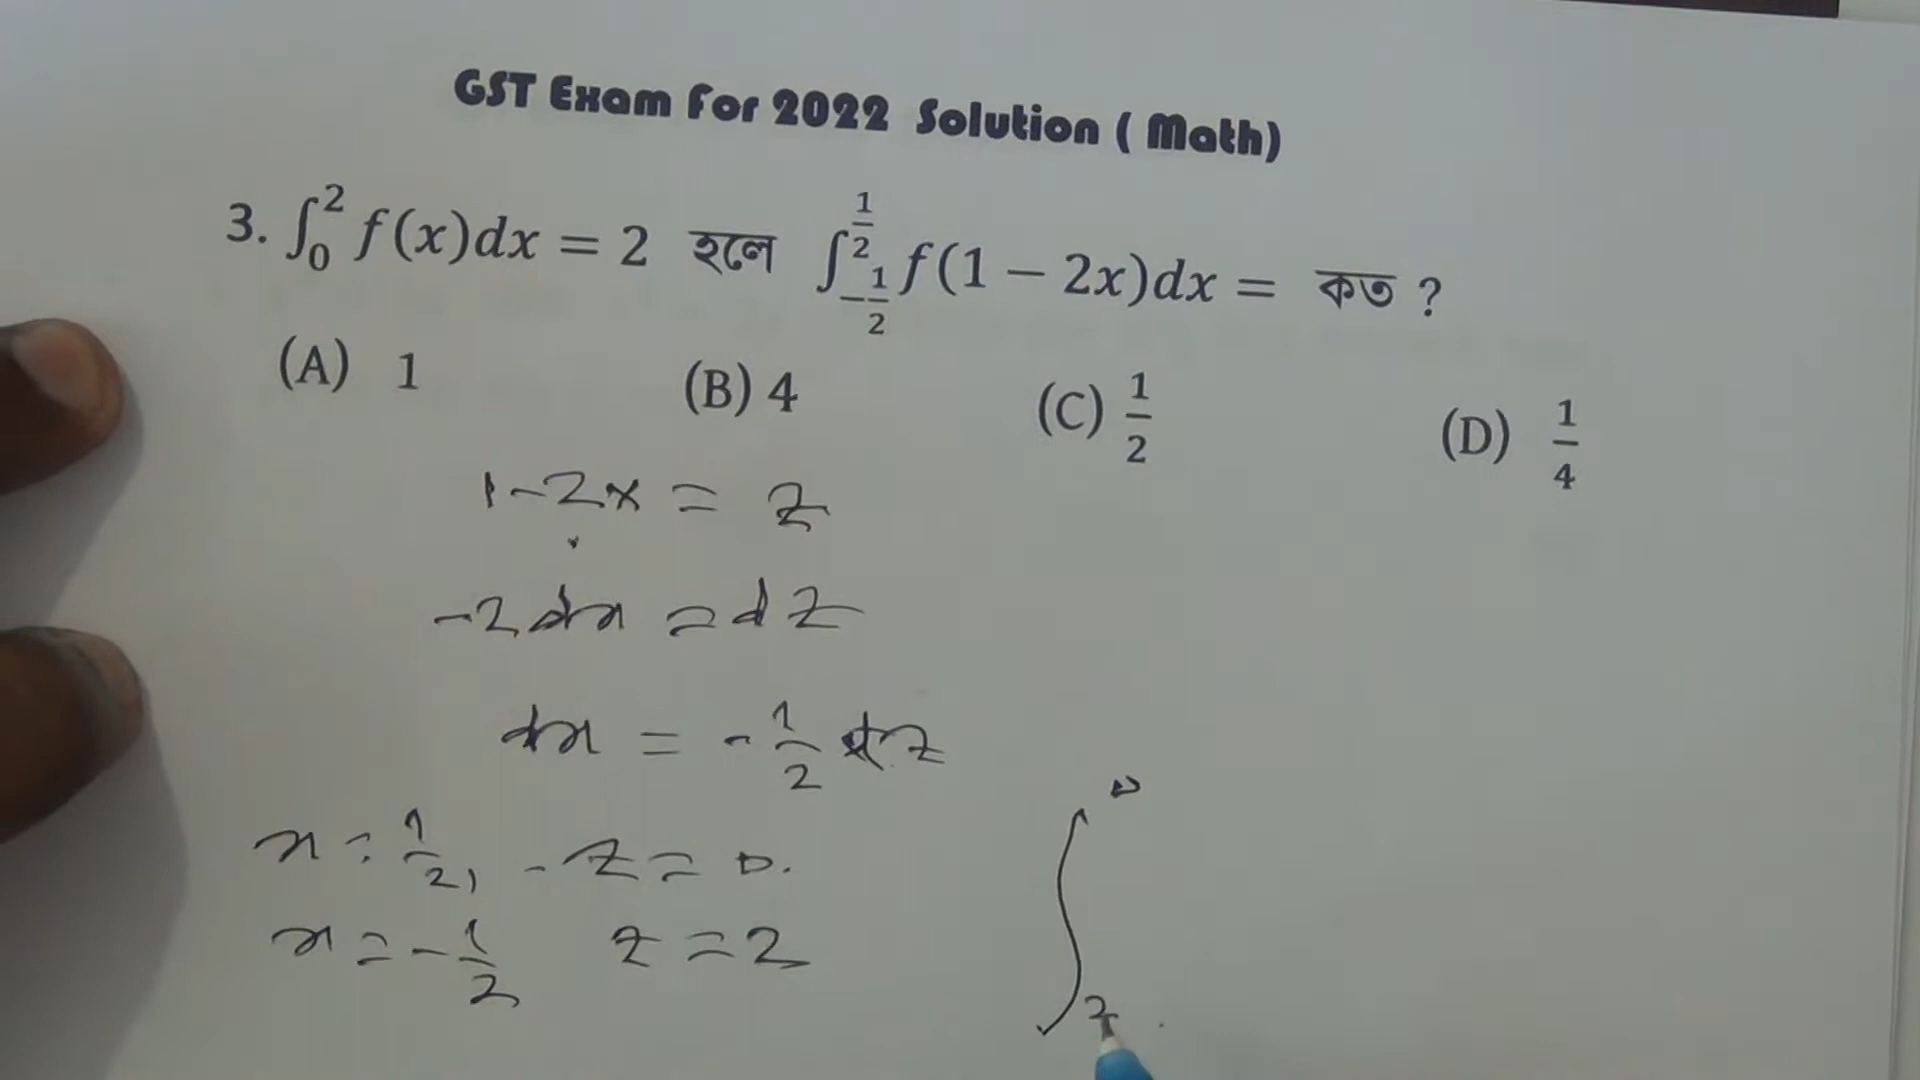 GST Exam For 2022 Solution ( Math)
3. ∫₀² f(x)dx = 2 হলে ∫_{-1/2}^{1/2} f(1 − 2x)dx = কত ?
(A) 1 (B) 4 (C) 1/2 (D) 1/4
1-2x = z
-2dx = dz
dx = -1/2 dz
x = 1/2, - z = 0.
x = -1/2 z = 2
∫₂⁰